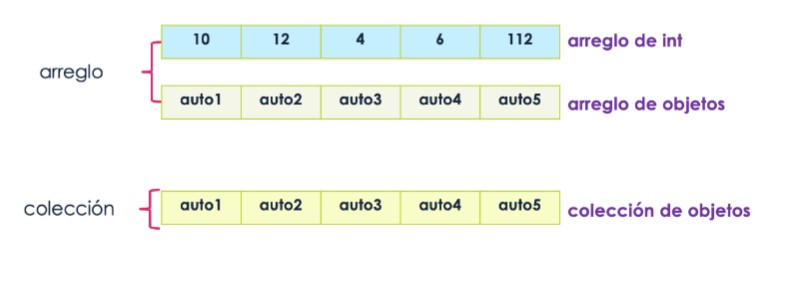 10 12 4 6 112 arreglo de int
arreglo
auto1 auto2 auto3 auto4 auto5 arreglo de objetos
colección auto1 auto2 auto3 auto4 auto5 colección de objetos